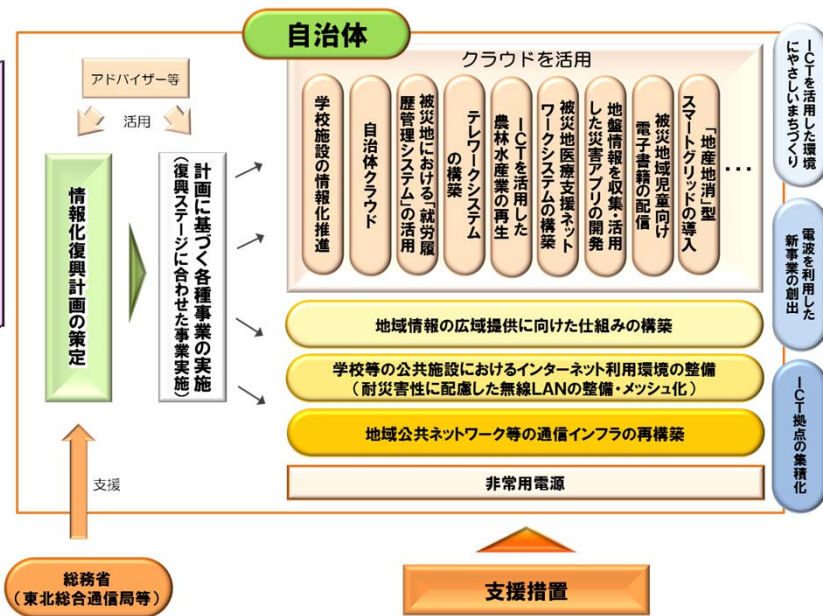 自治体
クラウドを活用
アドバイザー等
活用
情報化復興計画の策定
計画に基づく各種事業の実施
（復興ステージに合わせた事業実施）
学校施設の情報化推進
自治体クラウド
被災地における「就労履
歴管理システム」の活用
テレワークシステム
の構築
ICTを活用した
農林水産業の再生
被災地医療支援ネット
ワークシステムの構築
地盤情報を収集・活用
した災害アプリの開発
被災地域児童向け
電子書籍の配信
「地産地消」型
スマートグリッドの導入
・・・
地域情報の広域提供に向けた仕組みの構築
学校等の公共施設におけるインターネット利用環境の整備
（耐災害性に配慮した無線LANの整備・メッシュ化）
地域公共ネットワーク等の通信インフラの再構築
非常用電源
ICTを活用した環境
にやさしいまちづくり
電波を利用した
新事業の創出
ICT拠点の集積化
支援
総務省
（東北総合通信局等）
支援措置